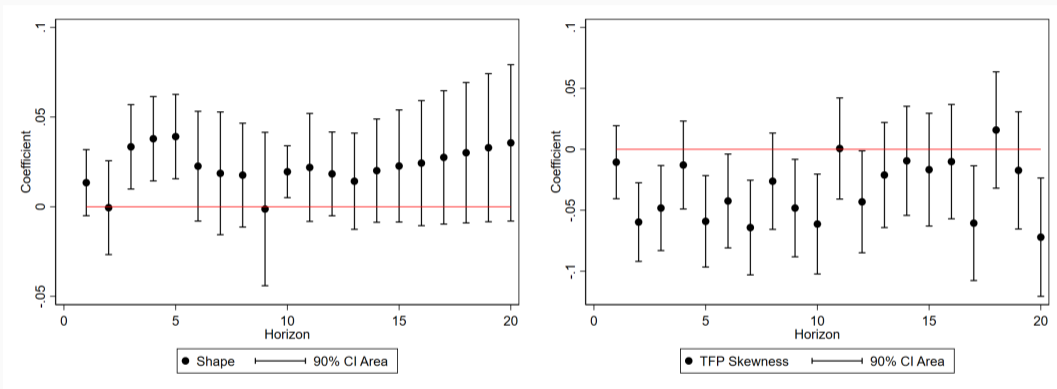 .1
.05
0
-.05
Coefficient
0 5 10 15 20
Horizon
Shape 90% CI Area
.1
.05
0
-.05
-.1
Coefficient
0 5 10 15 20
Horizon
TFP Skewness 90% CI Area